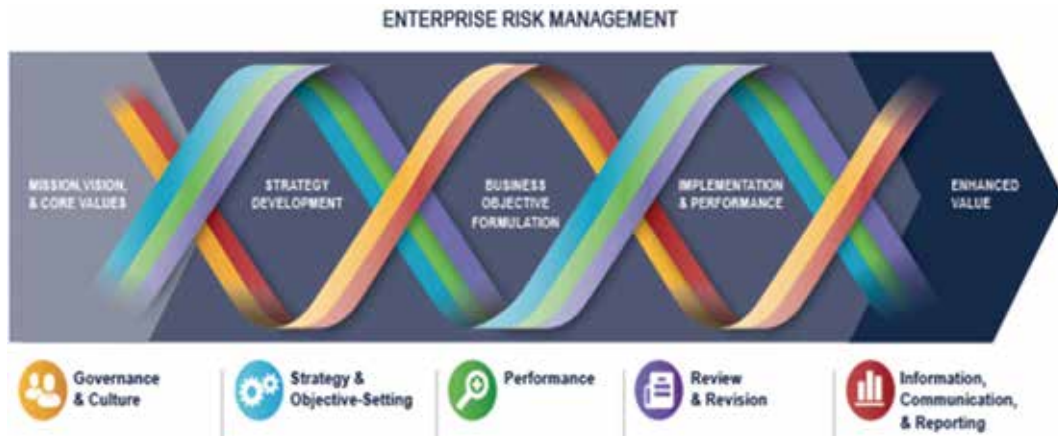 ENTERPRISE RISK MANAGEMENT
MISSION, VISION,
& CORE VALUES
STRATEGY
DEVELOPMENT
BUSINESS
OBJECTIVE
FORMULATION
IMPLEMENTATION
& PERFORMANCE
ENHANCED
VALUE
Governance
& Culture
Strategy &
Objective-Setting
Performance
Review
& Revision
Information,
Communication,
& Reporting